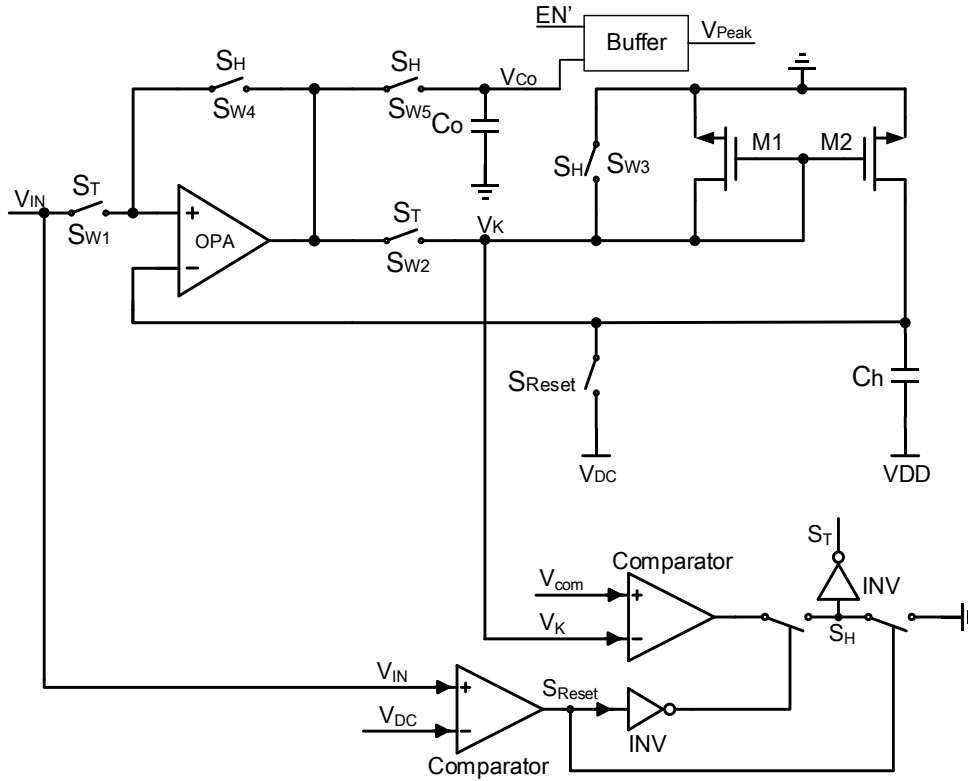 EN'
Buffer
VPeak
SH
SW4
SH
SW5
VCo
Co
SH
SW3
M1
M2
VIN
ST
SW1
+
OPA
−
ST
SW2
VK
SReset
VDC
Ch
VDD
ST
INV
Comparator
Vcom
+
VK
−
SH
VIN
+
VDC
−
SReset
INV
Comparator